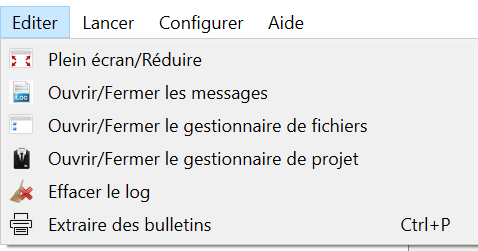 Editer Lancer Configurer Aide
Plein écran/Réduire
LOG Ouvrir/Fermer les messages
Ouvrir/Fermer le gestionnaire de fichiers
Ouvrir/Fermer le gestionnaire de projet
Effacer le log
Extraire des bulletins Ctrl+P